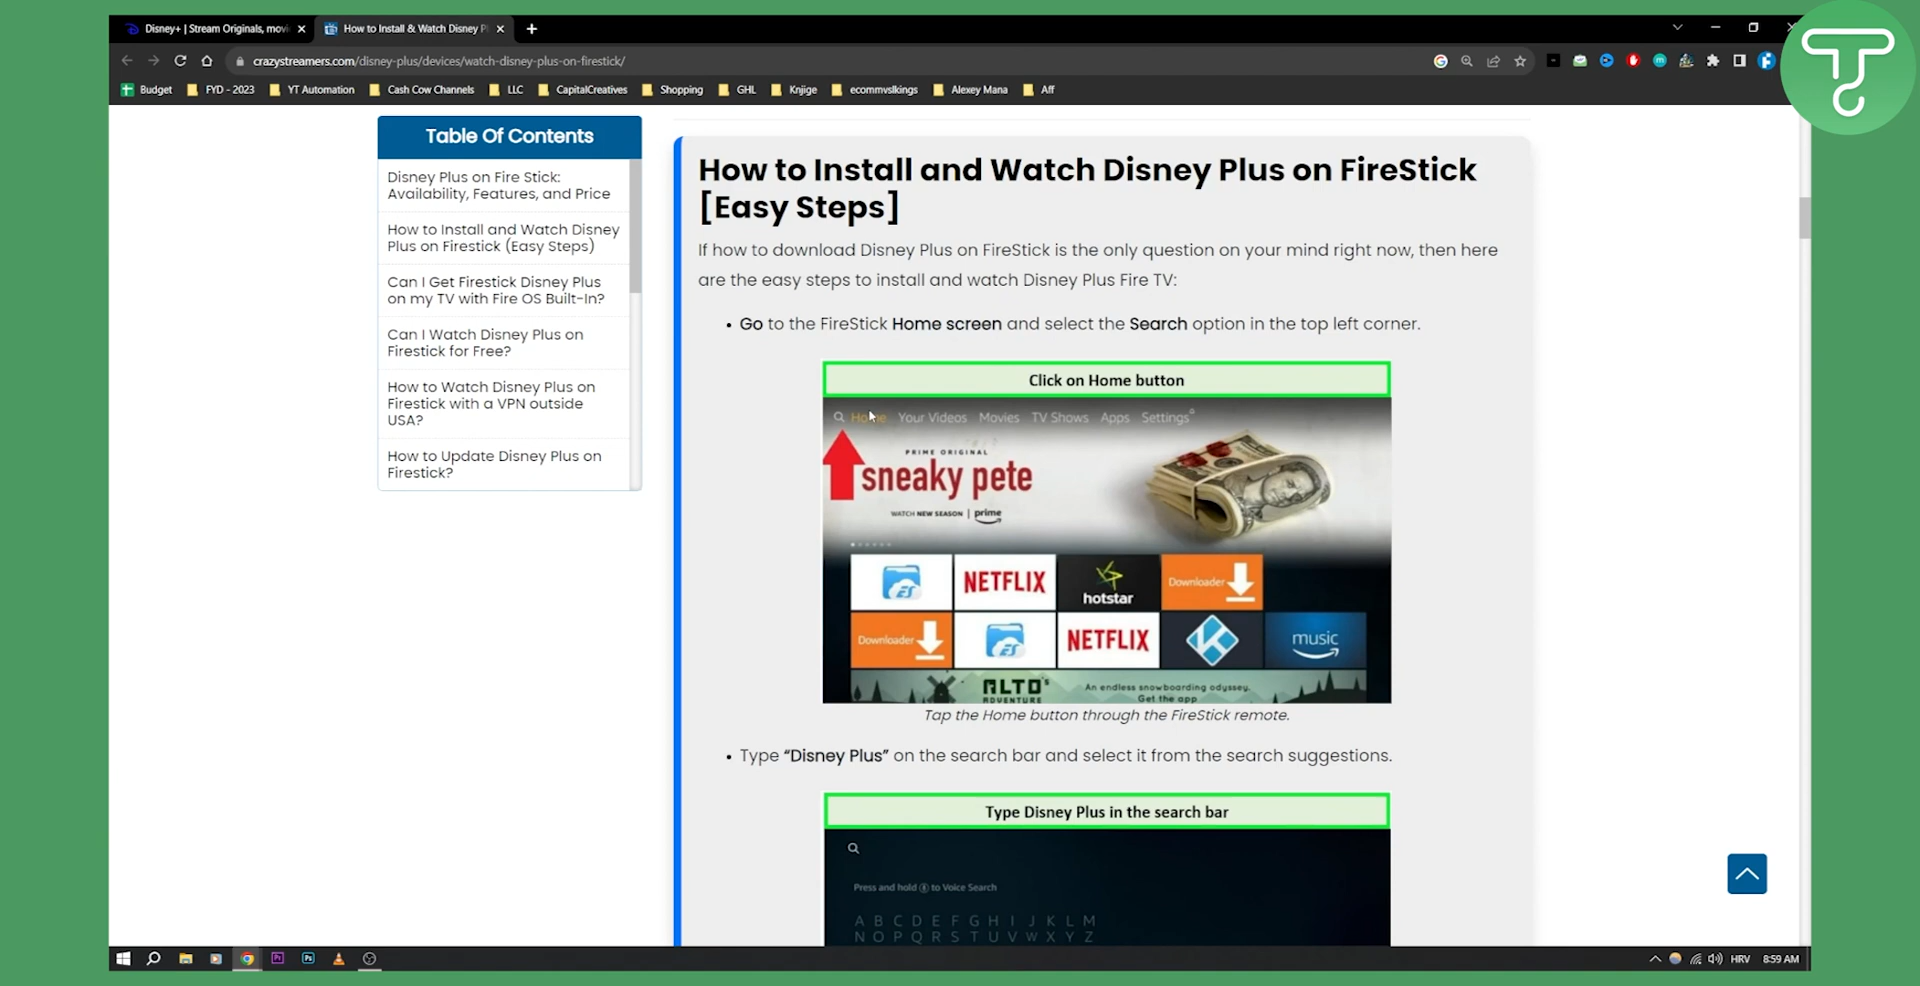 Disney+ | Stream Originals, movi
How to Install & Watch Disney Pl
crazystreamers.com/disney-plus/devices/watch-disney-plus-on-firestick/
Budget FYD - 2023 YT Automation Cash Cow Channels LLC CapitalCreatives Shopping GHL Knjige ecommvslkings Alexey Mana Aff
Table Of Contents
Disney Plus on Fire Stick:
Availability, Features, and Price
How to Install and Watch Disney
Plus on Firestick (Easy Steps)
Can I Get Firestick Disney Plus
on my TV with Fire OS Built-In?
Can I Watch Disney Plus on
Firestick for Free?
How to Watch Disney Plus on
Firestick with a VPN outside
USA?
How to Update Disney Plus on
Firestick?
How to Install and Watch Disney Plus on FireStick
[Easy Steps]
If how to download Disney Plus on FireStick is the only question on your mind right now, then here
are the easy steps to install and watch Disney Plus Fire TV:
• Go to the FireStick Home screen and select the Search option in the top left corner.
Click on Home button
Home Your Videos Movies TV Shows Apps Settings
PRIME ORIGINAL
sneaky pete
WATCH NEW SEASON | prime
ES NETFLIX hotstar Downloader
Downloader ES NETFLIX music
ALTO'S
ADVENTURE
An endless snowboarding odyssey.
Get the app
Tap the Home button through the FireStick remote.
• Type “Disney Plus” on the search bar and select it from the search suggestions.
Type Disney Plus in the search bar
Press and hold to Voice Search
A B C D E F G H I J K L M
N O P Q R S T U V W X Y Z
HRV 8:59 AM